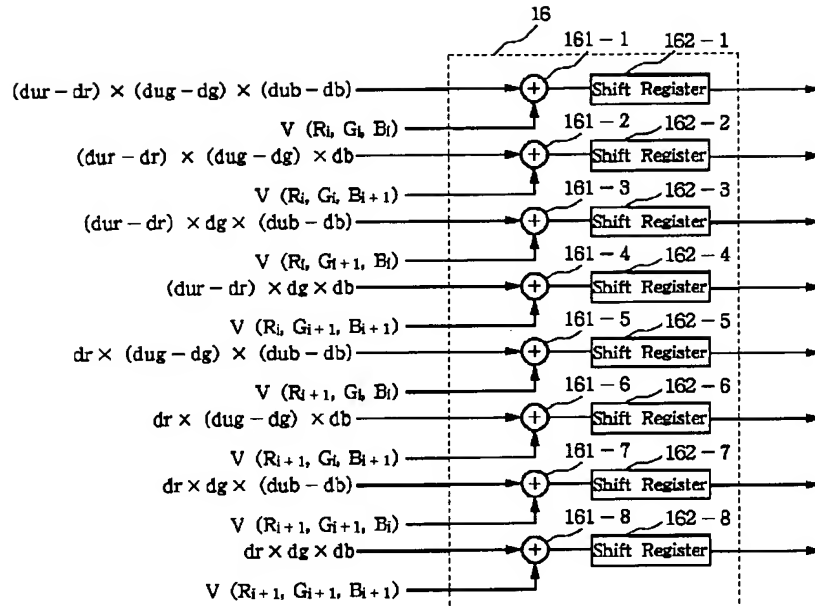 16
161-1
162-1
(dur-dr) × (dug-dg) × (dub-db)
Shift Register
V (Ri, Gi, Bi)
161-2
162-2
(dur-dr) × (dug-dg) × db
Shift Register
V (Ri, Gi, Bi+1)
161-3
162-3
(dur-dr) × dg × (dub-db)
Shift Register
V (Ri, Gi+1, Bi)
161-4
162-4
(dur-dr) × dg × db
Shift Register
V (Ri, Gi+1, Bi+1)
161-5
162-5
dr × (dug-dg) × (dub-db)
Shift Register
V (Ri+1, Gi, Bi)
161-6
162-6
dr × (dug-dg) × db
Shift Register
V (Ri+1, Gi, Bi+1)
161-7
162-7
dr × dg × (dub-db)
Shift Register
V (Ri+1, Gi+1, Bi)
161-8
162-8
dr × dg × db
Shift Register
V (Ri+1, Gi+1, Bi+1)